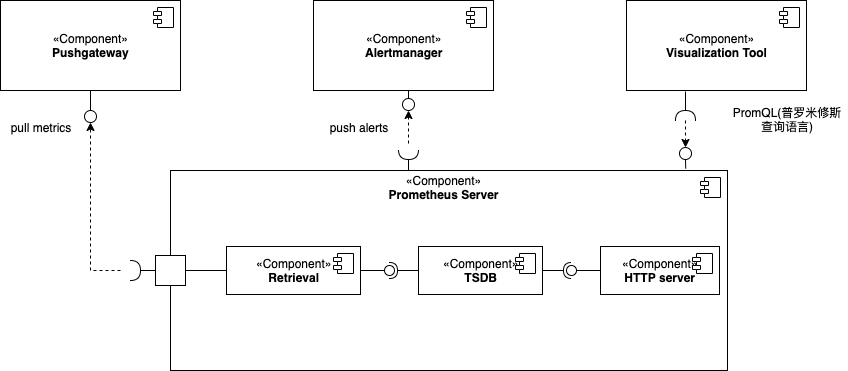 «Component»
Pushgateway
«Component»
Alertmanager
«Component»
Visualization Tool
pull metrics
push alerts
PromQL(普罗米修斯
查询语言)
«Component»
Prometheus Server
«Component»
Retrieval
«Component»
TSDB
«Component»
HTTP server